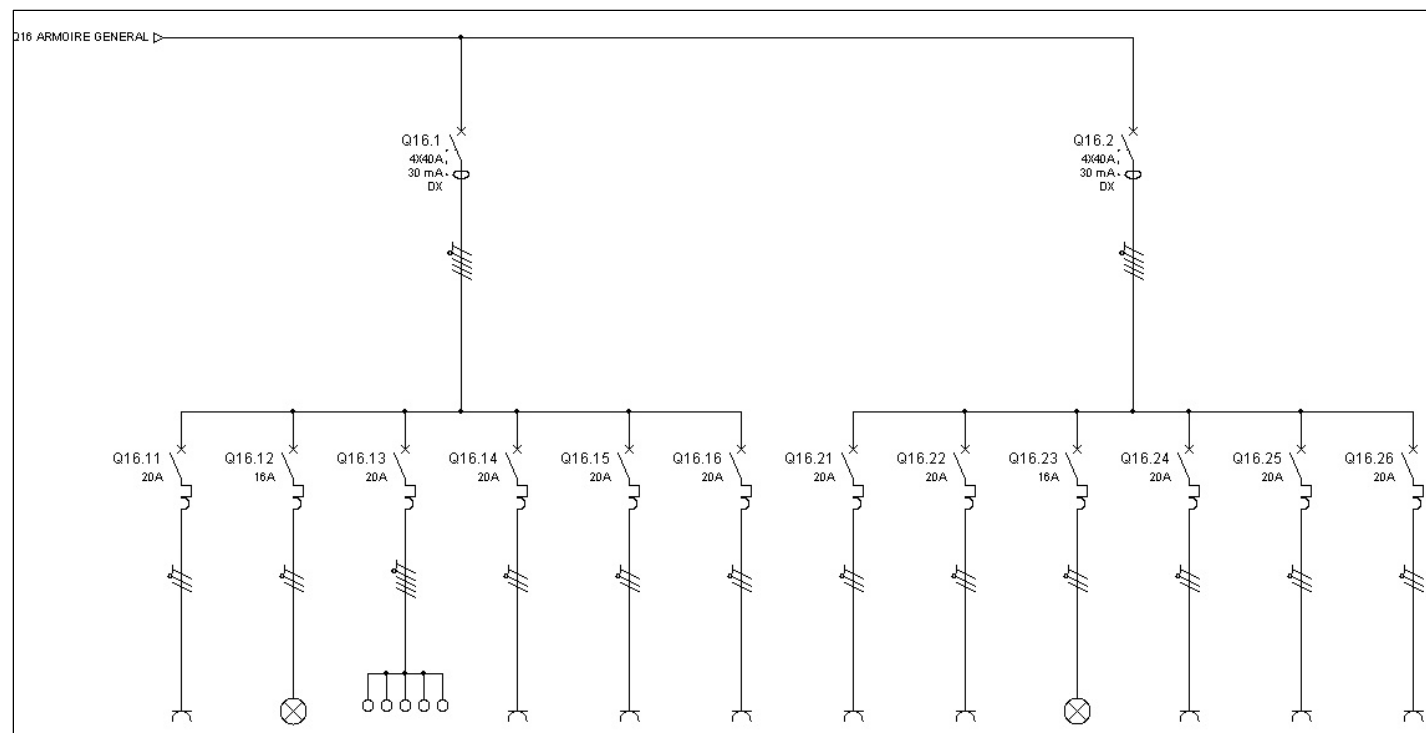 Q16 ARMOIRE GENERAL
Q16.1
4X40A
30 mA
DX
Q16.2
4X40A
30 mA
DX
Q16.11
20A
Q16.12
16A
Q16.13
20A
Q16.14
20A
Q16.15
20A
Q16.16
20A
Q16.21
20A
Q16.22
20A
Q16.23
16A
Q16.24
20A
Q16.25
20A
Q16.26
20A